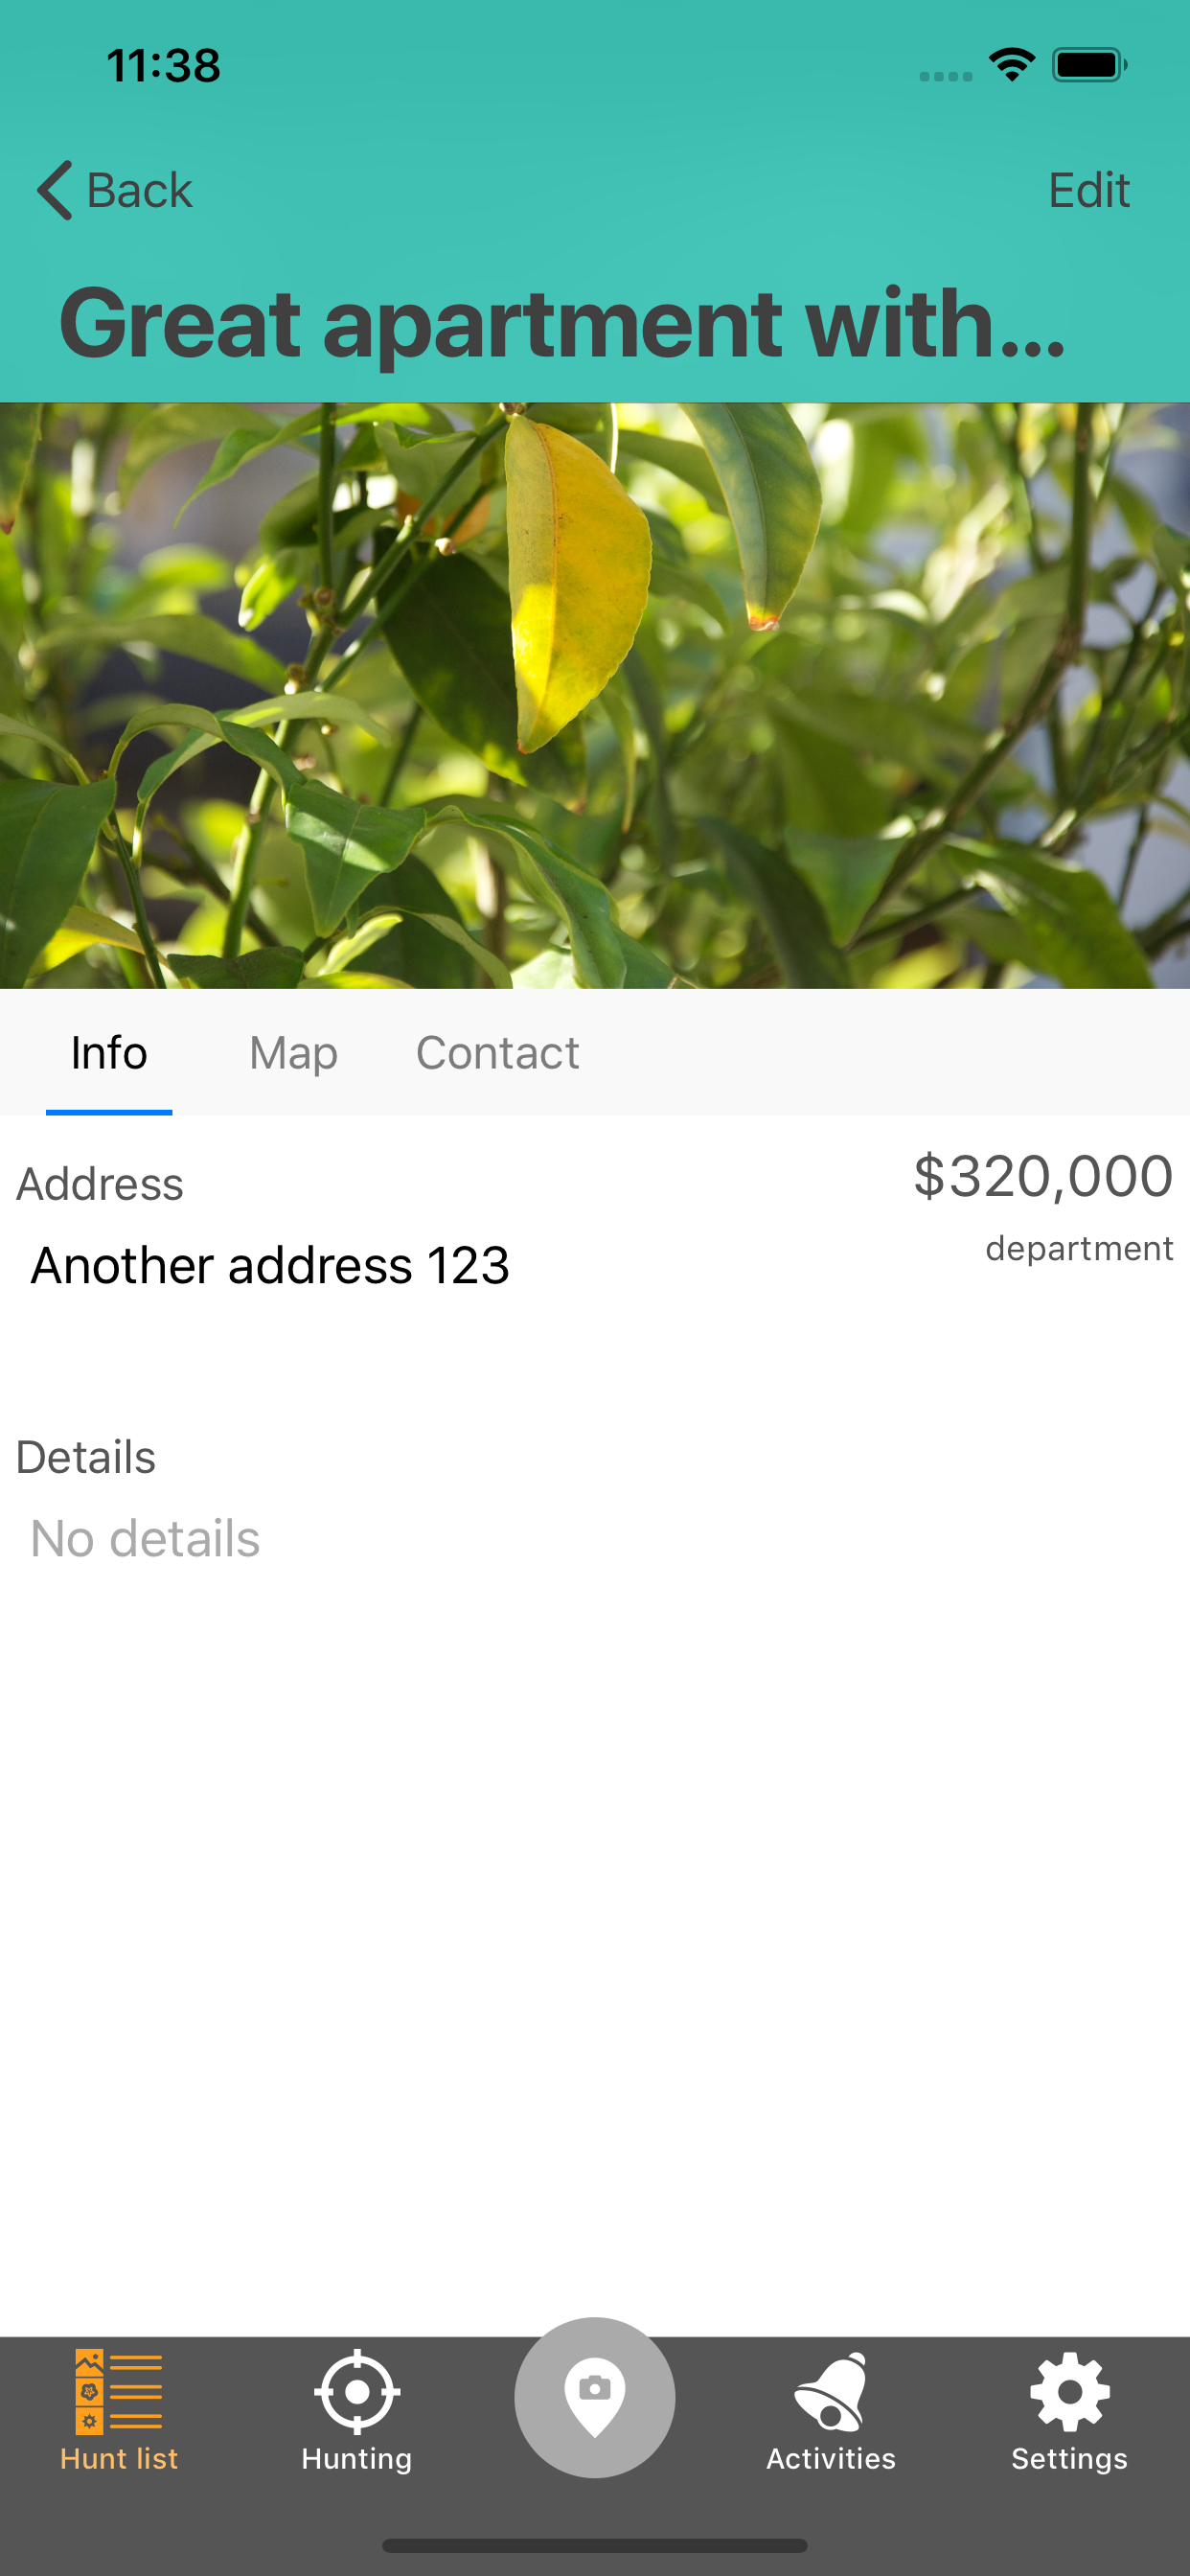 11:38
Back
Edit
Great apartment with...
Info
Map
Contact
Address
$320,000
Another address 123
department
Details
No details
Hunt list
Hunting
Activities
Settings